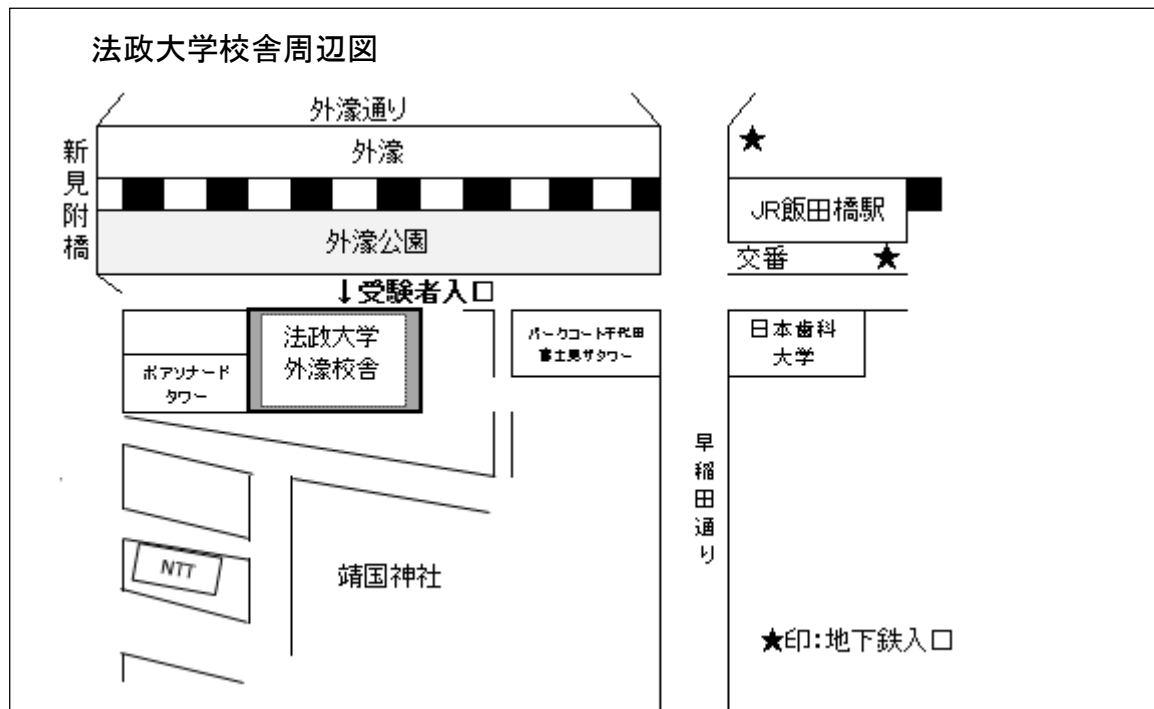 法政大学校舎周辺図
外濠通り
外濠
新見附橋
JR飯田橋駅
外濠公園
交番 ★
↓受験者入口
法政大学
外濠校舎
パークコート千代田
富士見ザタワー
日本歯科
大学
ボアソナード
タワー
早稲田通り
NTT
靖国神社
★印:地下鉄入口